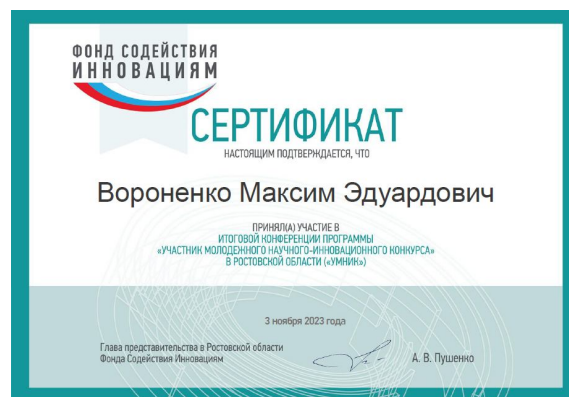 ФОНД СОДЕЙСТВИЯ
ИННОВАЦИЯМ
СЕРТИФИКАТ
НАСТОЯЩИМ ПОДТВЕРЖДАЕТСЯ, ЧТО
Вороненко Максим Эдуардович
ПРИНЯЛ(А) УЧАСТИЕ В
ИТОГОВОЙ КОНФЕРЕНЦИИ ПРОГРАММЫ
«УЧАСТНИК МОЛОДЕЖНОГО НАУЧНОГО-ИННОВАЦИОННОГО КОНКУРСА»
В РОСТОВСКОЙ ОБЛАСТИ («УМНИК»)
3 ноября 2023 года
Глава представительства в Ростовской области
Фонда Содействия Инновациям
А. В. Пушенко